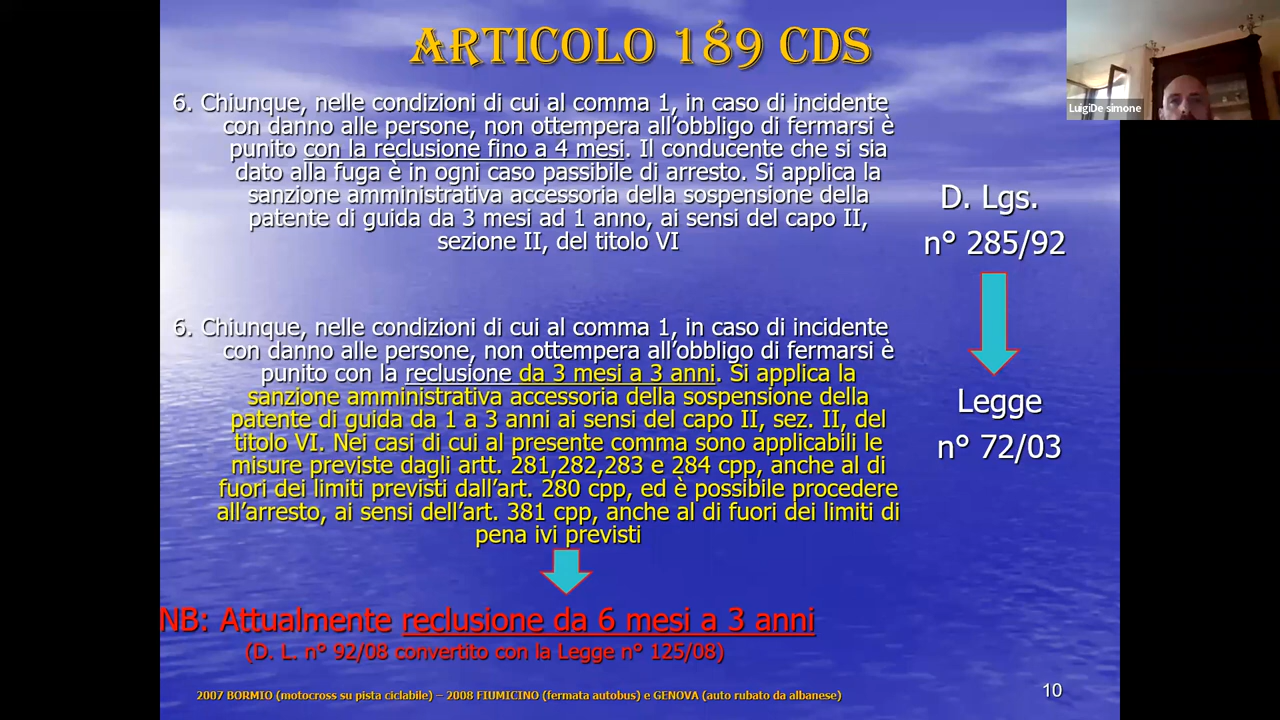 ARTICOLO 189 CDS
LuigiDe simone
6. Chiunque, nelle condizioni di cui al comma 1, in caso di incidente
con danno alle persone, non ottempera all’obbligo di fermarsi è
punito con la reclusione fino a 4 mesi. Il conducente che si sia
dato alla fuga è in ogni caso passibile di arresto. Si applica la
sanzione amministrativa accessoria della sospensione della
patente di guida da 3 mesi ad 1 anno, ai sensi del capo II,
sezione II, del titolo VI
D. Lgs.
n° 285/92
6. Chiunque, nelle condizioni di cui al comma 1, in caso di incidente
con danno alle persone, non ottempera all’obbligo di fermarsi è
punito con la reclusione da 3 mesi a 3 anni. Si applica la
sanzione amministrativa accessoria della sospensione della
patente di guida da 1 a 3 anni ai sensi del capo II, sez. II, del
titolo VI. Nei casi di cui al presente comma sono applicabili le
misure previste dagli artt. 281,282,283 e 284 cpp, anche al di
fuori dei limiti previsti dall’art. 280 cpp, ed è possibile procedere
all’arresto, ai sensi dell’art. 381 cpp, anche al di fuori dei limiti di
pena ivi previsti
Legge
n° 72/03
NB: Attualmente reclusione da 6 mesi a 3 anni
(D. L. n° 92/08 convertito con la Legge n° 125/08)
2007 BORMIO (motocross su pista ciclabile) – 2008 FIUMICINO (fermata autobus) e GENOVA (auto rubato da albanese)
10